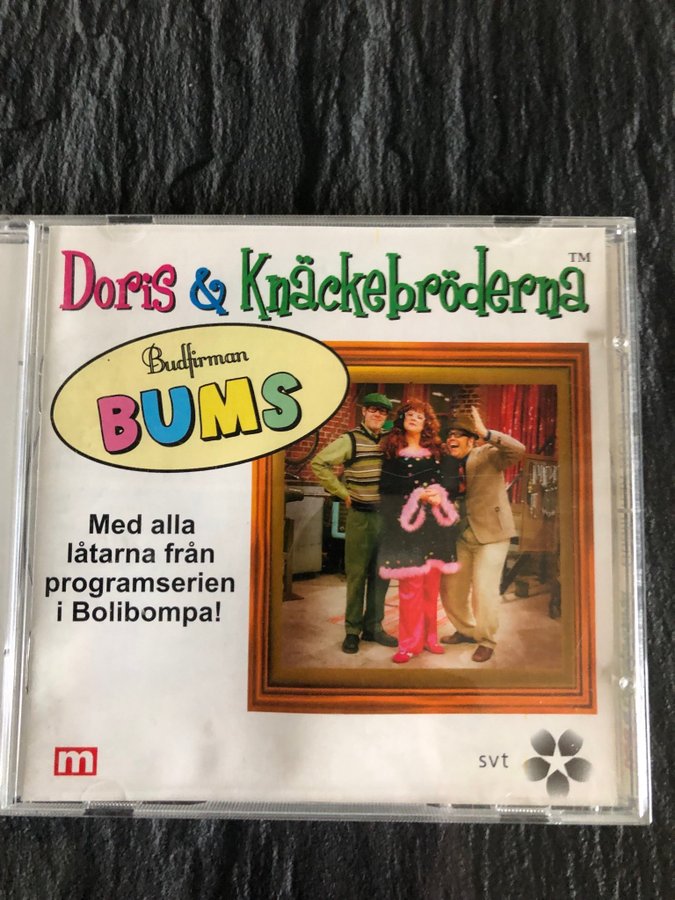 Doris & Knäckebröderna™
Budfirman
BUMS
Med alla
låtarna från
programserien
i Bolibompa!
m
svt